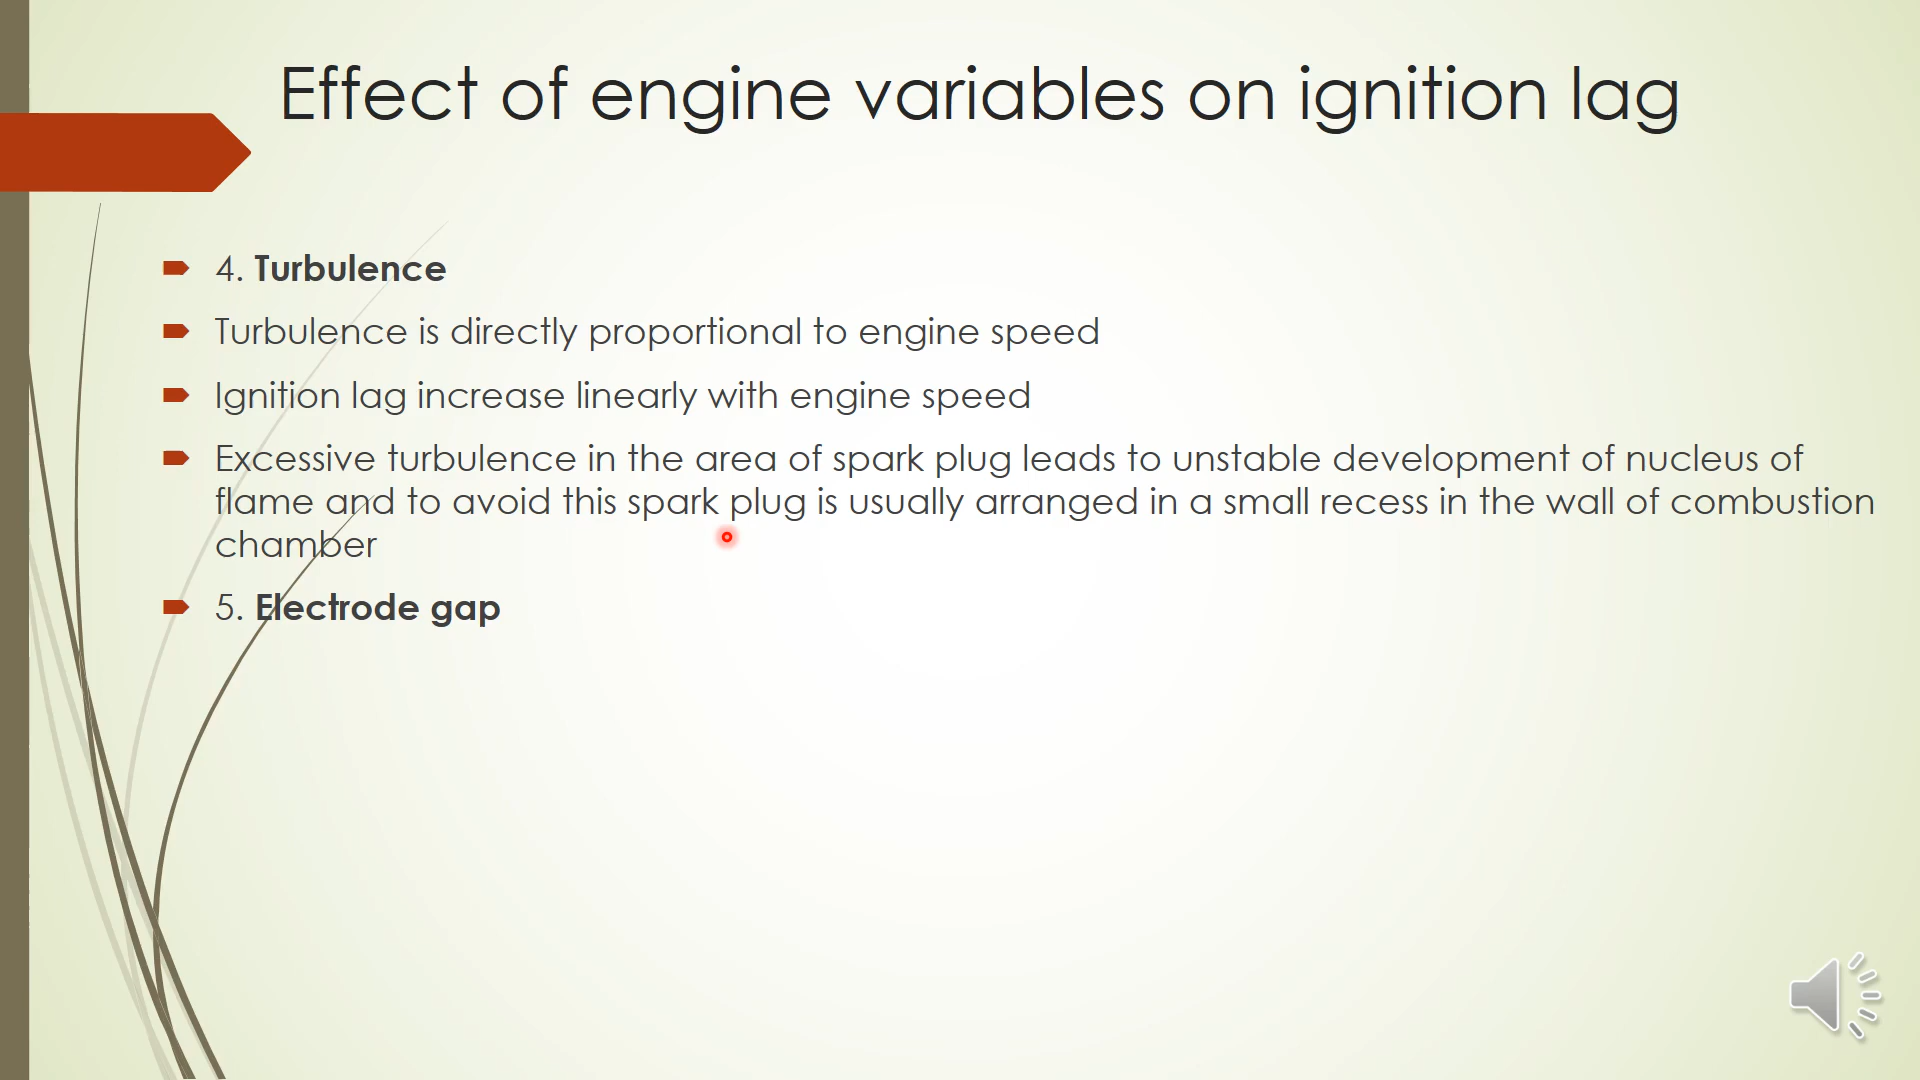 Effect of engine variables on ignition lag
4. Turbulence
Turbulence is directly proportional to engine speed
Ignition lag increase linearly with engine speed
Excessive turbulence in the area of spark plug leads to unstable development of nucleus of
flame and to avoid this spark plug is usually arranged in a small recess in the wall of combustion
chamber
5. Electrode gap